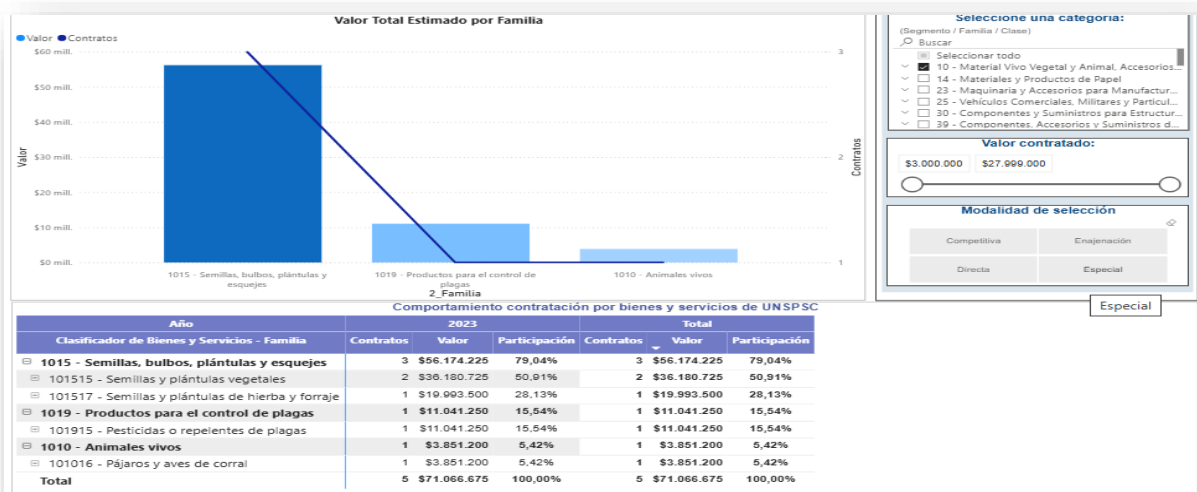 Valor Total Estimado por Familia
Valor Contratos
$60 mill.
$50 mill.
$40 mill.
$30 mill.
$20 mill.
$10 mill.
$0 mill.
Valor
3
2
1
Contratos
1015 - Semillas, bulbos, plántulas y
esquejes
1019 - Productos para el control de
plagas
1010 - Animales vivos
2_Familia
Seleccione una categoría:
(Segmento / Familia / Clase)
Buscar
Seleccionar todo
10 - Material Vivo Vegetal y Animal, Accesorios...
14 - Materiales y Productos de Papel
23 - Maquinaria y Accesorios para Manufactur...
25 - Vehículos Comerciales, Militares y Particul...
30 - Componentes y Suministros para Estructur...
39 - Componentes, Accesorios y Suministros d...
Valor contratado:
$3.000.000 $27.999.000
Modalidad de selección
Competitiva Enajenación
Directa Especial
Especial
Comportamiento contratación por bienes y servicios de UNSPSC
Año 2023 Total
Clasificador de Bienes y Servicios - Familia Contratos Valor Participación Contratos Valor Participación
1015 - Semillas, bulbos, plántulas y esquejes 3 $56.174.225 79,04% 3 $56.174.225 79,04%
101515 - Semillas y plántulas vegetales 2 $36.180.725 50,91% 2 $36.180.725 50,91%
101517 - Semillas y plántulas de hierba y forraje 1 $19.993.500 28,13% 1 $19.993.500 28,13%
1019 - Productos para el control de plagas 1 $11.041.250 15,54% 1 $11.041.250 15,54%
101915 - Pesticidas o repelentes de plagas 1 $11.041.250 15,54% 1 $11.041.250 15,54%
1010 - Animales vivos 1 $3.851.200 5,42% 1 $3.851.200 5,42%
101016 - Pájaros y aves de corral 1 $3.851.200 5,42% 1 $3.851.200 5,42%
Total 5 $71.066.675 100,00% 5 $71.066.675 100,00%